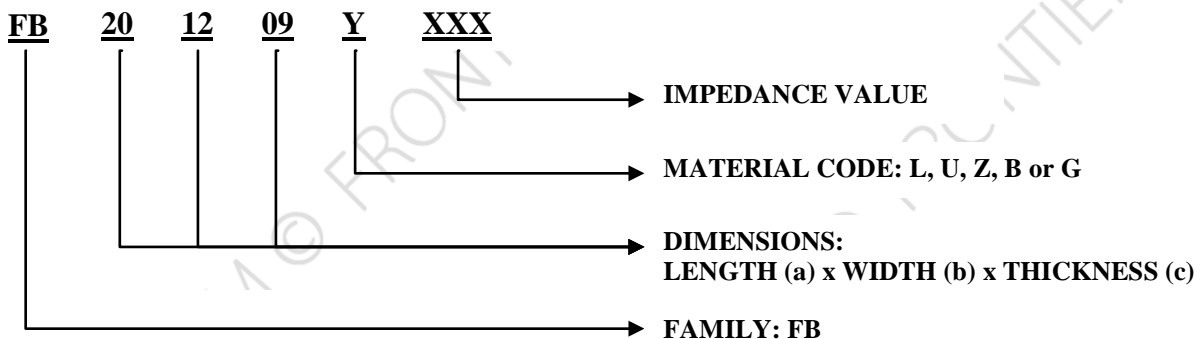 FB 20 12 09 Y XXX
IMPEDANCE VALUE
MATERIAL CODE: L, U, Z, B or G
DIMENSIONS:
LENGTH (a) x WIDTH (b) x THICKNESS (c)
FAMILY: FB